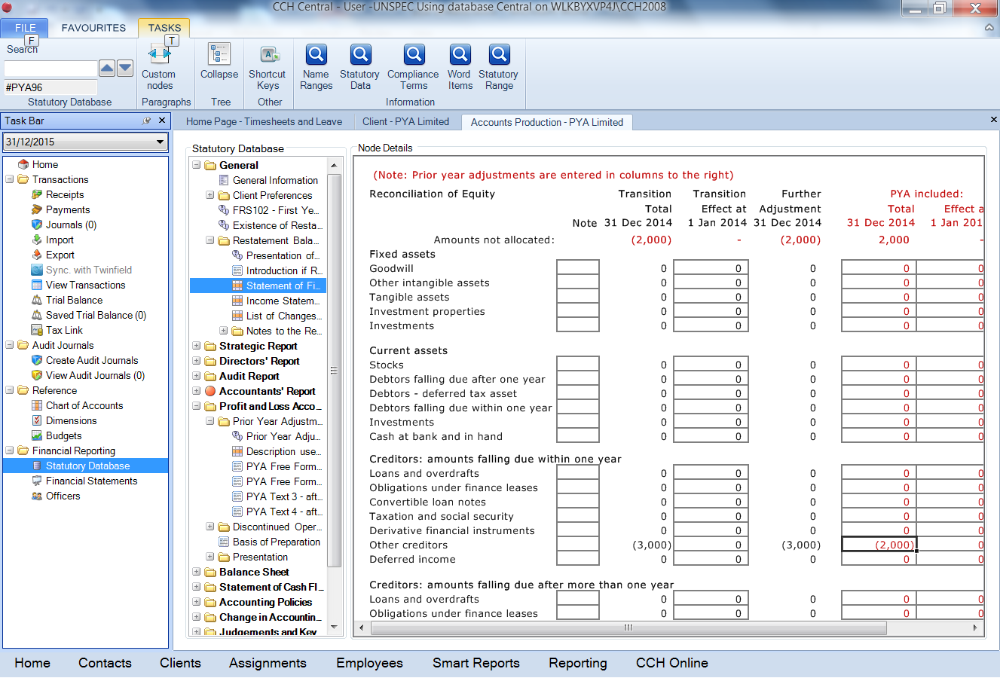 CCH Central - User -UNSPEC Using database Central on WLKBYXVP4J\CCH2008
FILE FAVOURITES TASKS
F T
Search
#PYA96
Statutory Database
Custom nodes
Paragraphs
Collapse
Tree
Shortcut Keys
Other
Name Ranges
Statutory Data
Compliance Terms
Word Items
Statutory Range
Information
Task Bar
31/12/2015
Home
Transactions
Receipts
Payments
Journals (0)
Import
Export
Sync. with Twinfield
View Transactions
Trial Balance
Saved Trial Balance (0)
Tax Link
Audit Journals
Create Audit Journals
View Audit Journals (0)
Reference
Chart of Accounts
Dimensions
Budgets
Financial Reporting
Statutory Database
Financial Statements
Officers
Home Page - Timesheets and Leave Client - PYA Limited Accounts Production - PYA Limited
Statutory Database
General
General Information
Client Preferences
FRS102 - First Ye...
Existence of Resta...
Restatement Bala...
Presentation of...
Introduction if R...
Statement of Fi...
Income Statem...
List of Changes...
Notes to the Re...
Strategic Report
Directors' Report
Audit Report
Accountants' Report
Profit and Loss Acco...
Prior Year Adjustm...
Prior Year Adju...
Description use...
PYA Free Form...
PYA Free Form...
PYA Text 3 - aft...
PYA Text 4 - aft...
Discontinued Oper...
Basis of Preparation
Presentation
Balance Sheet
Statement of Cash Fl...
Accounting Policies
Change in Accountin...
Judgements and Key
Node Details
(Note: Prior year adjustments are entered in columns to the right)
Reconciliation of Equity Transition Transition Further PYA included:
Total Effect at Adjustment Total Effect a
Note 31 Dec 2014 1 Jan 2014 31 Dec 2014 31 Dec 2014 1 Jan 201
Amounts not allocated: (2,000) - (2,000) 2,000 -
Fixed assets
Goodwill 0 0 0 0 0
Other intangible assets 0 0 0 0 0
Tangible assets 0 0 0 0 0
Investment properties 0 0 0 0 0
Investments 0 0 0 0 0
Current assets
Stocks 0 0 0 0 0
Debtors falling due after one year 0 0 0 0 0
Debtors - deferred tax asset 0 0 0 0 0
Debtors falling due within one year 0 0 0 0 0
Investments 0 0 0 0 0
Cash at bank and in hand 0 0 0 0 0
Creditors: amounts falling due within one year
Loans and overdrafts 0 0 0 0 0
Obligations under finance leases 0 0 0 0 0
Convertible loan notes 0 0 0 0 0
Taxation and social security 0 0 0 0 0
Derivative financial instruments 0 0 0 0 0
Other creditors (3,000) 0 (3,000) (2,000) 0
Deferred income 0 0 0 0 0
Creditors: amounts falling due after more than one year
Loans and overdrafts 0 0 0 0 0
Obligations under finance leases 0 0 0 0 0
Home Contacts Clients Assignments Employees Smart Reports Reporting CCH Online